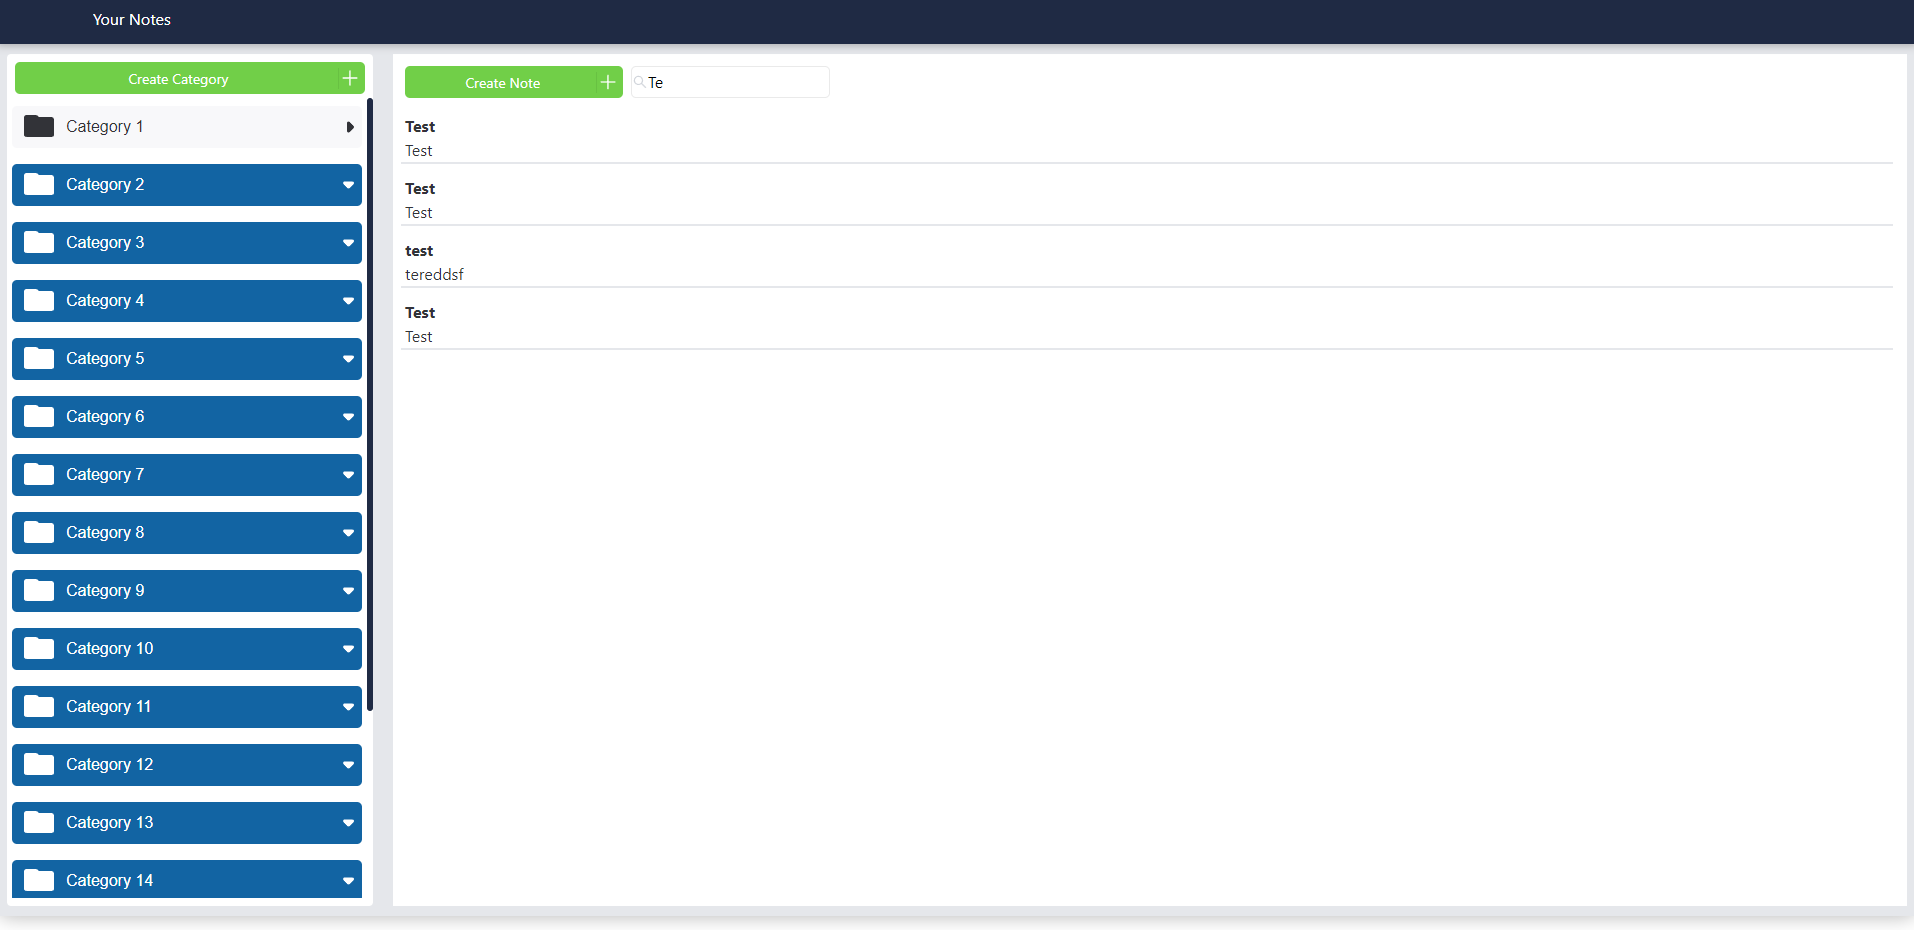 Your Notes
Create Category
Category 1
Category 2
Category 3
Category 4
Category 5
Category 6
Category 7
Category 8
Category 9
Category 10
Category 11
Category 12
Category 13
Category 14
Create Note
Te
Test
Test
Test
Test
test
tereddsf
Test
Test